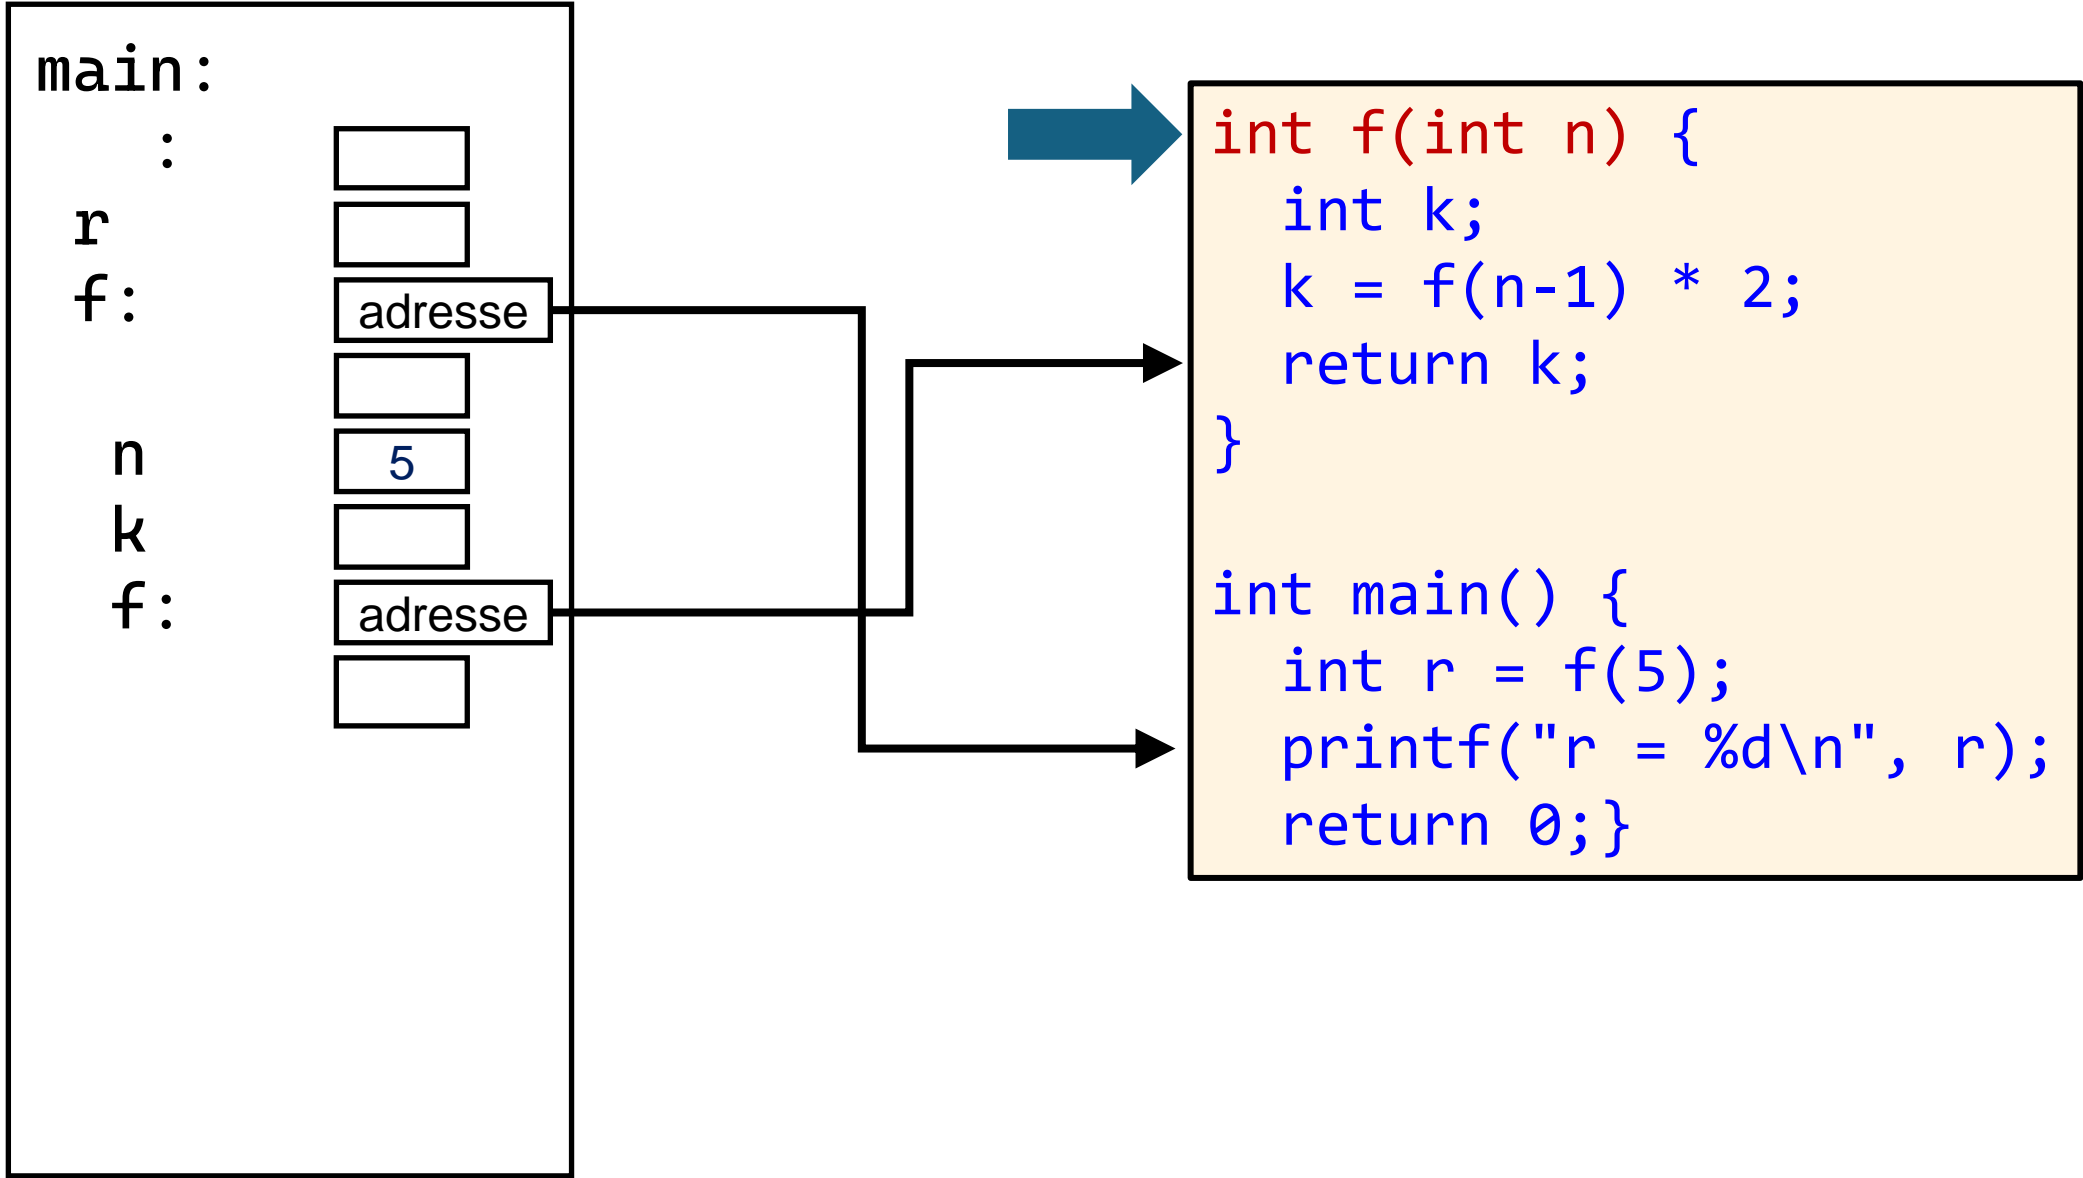 main:
:
r
f: adresse
n 5
k
f: adresse
int f(int n) {
  int k;
  k = f(n-1) * 2;
  return k;
}
int main() {
  int r = f(5);
  printf("r = %d\n", r);
  return 0;}